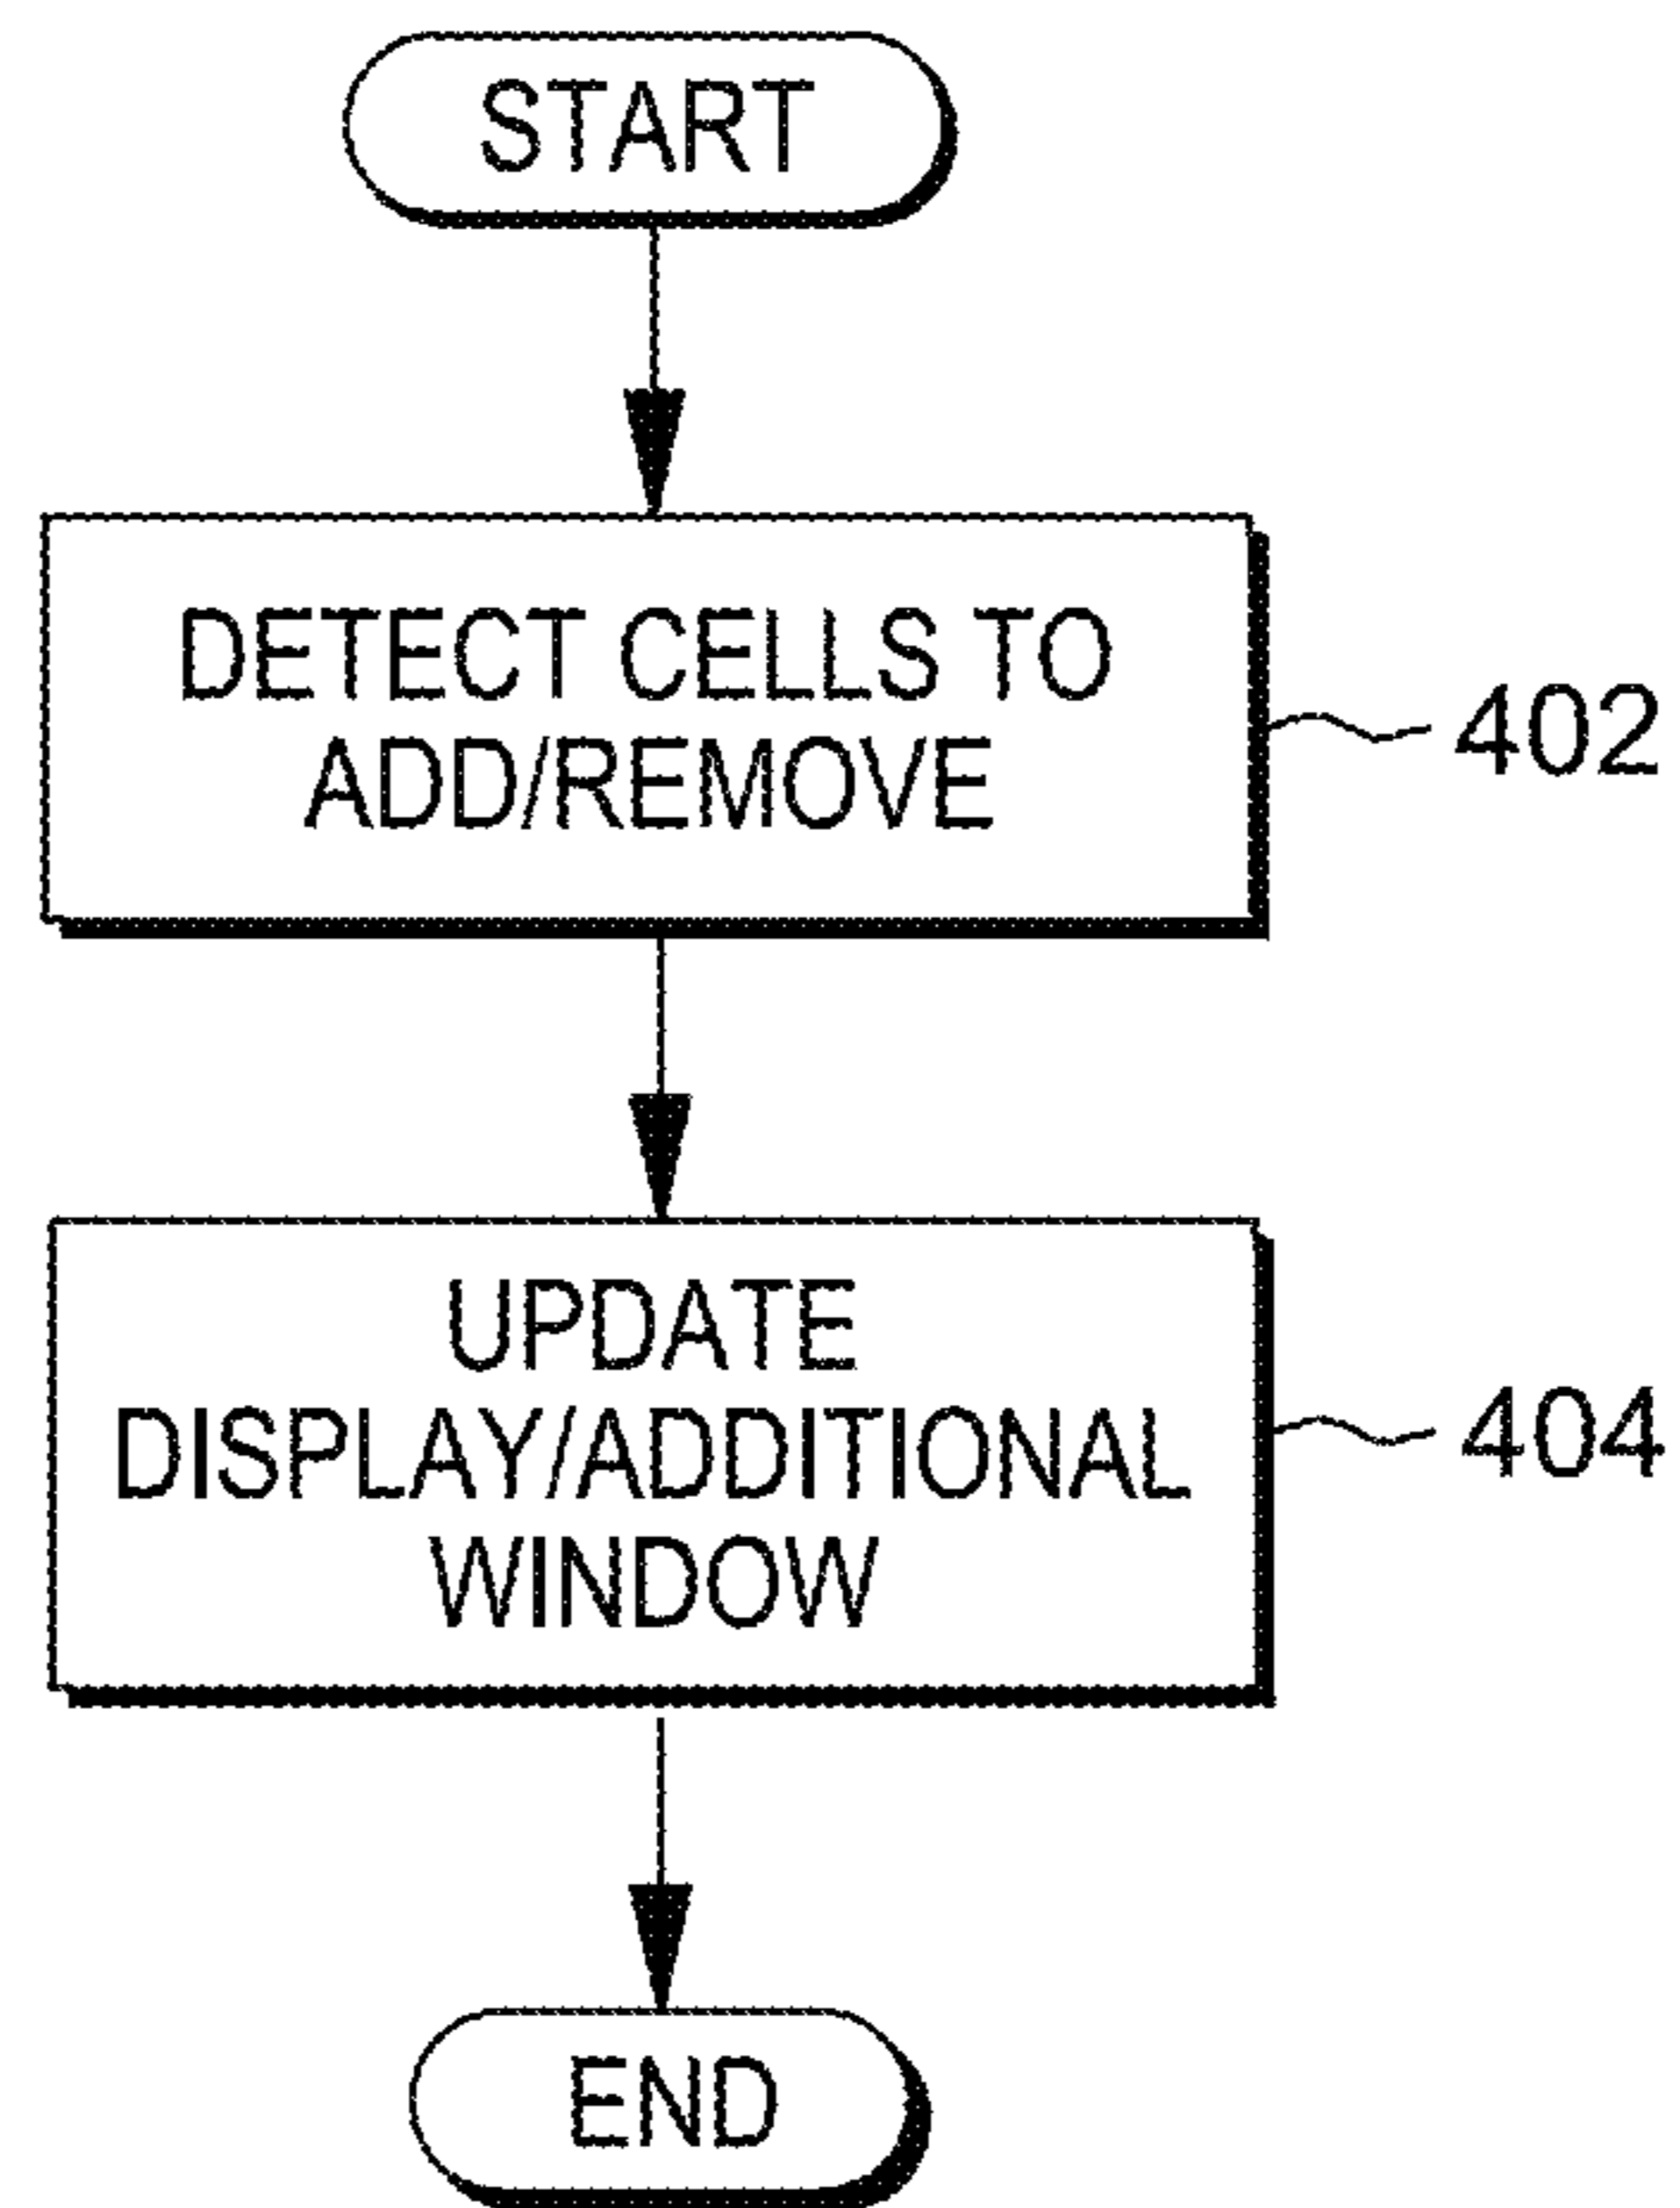 START
DETECT CELLS TO
ADD/REMOVE
402
UPDATE
DISPLAY/ADDITIONAL
WINDOW
404
END